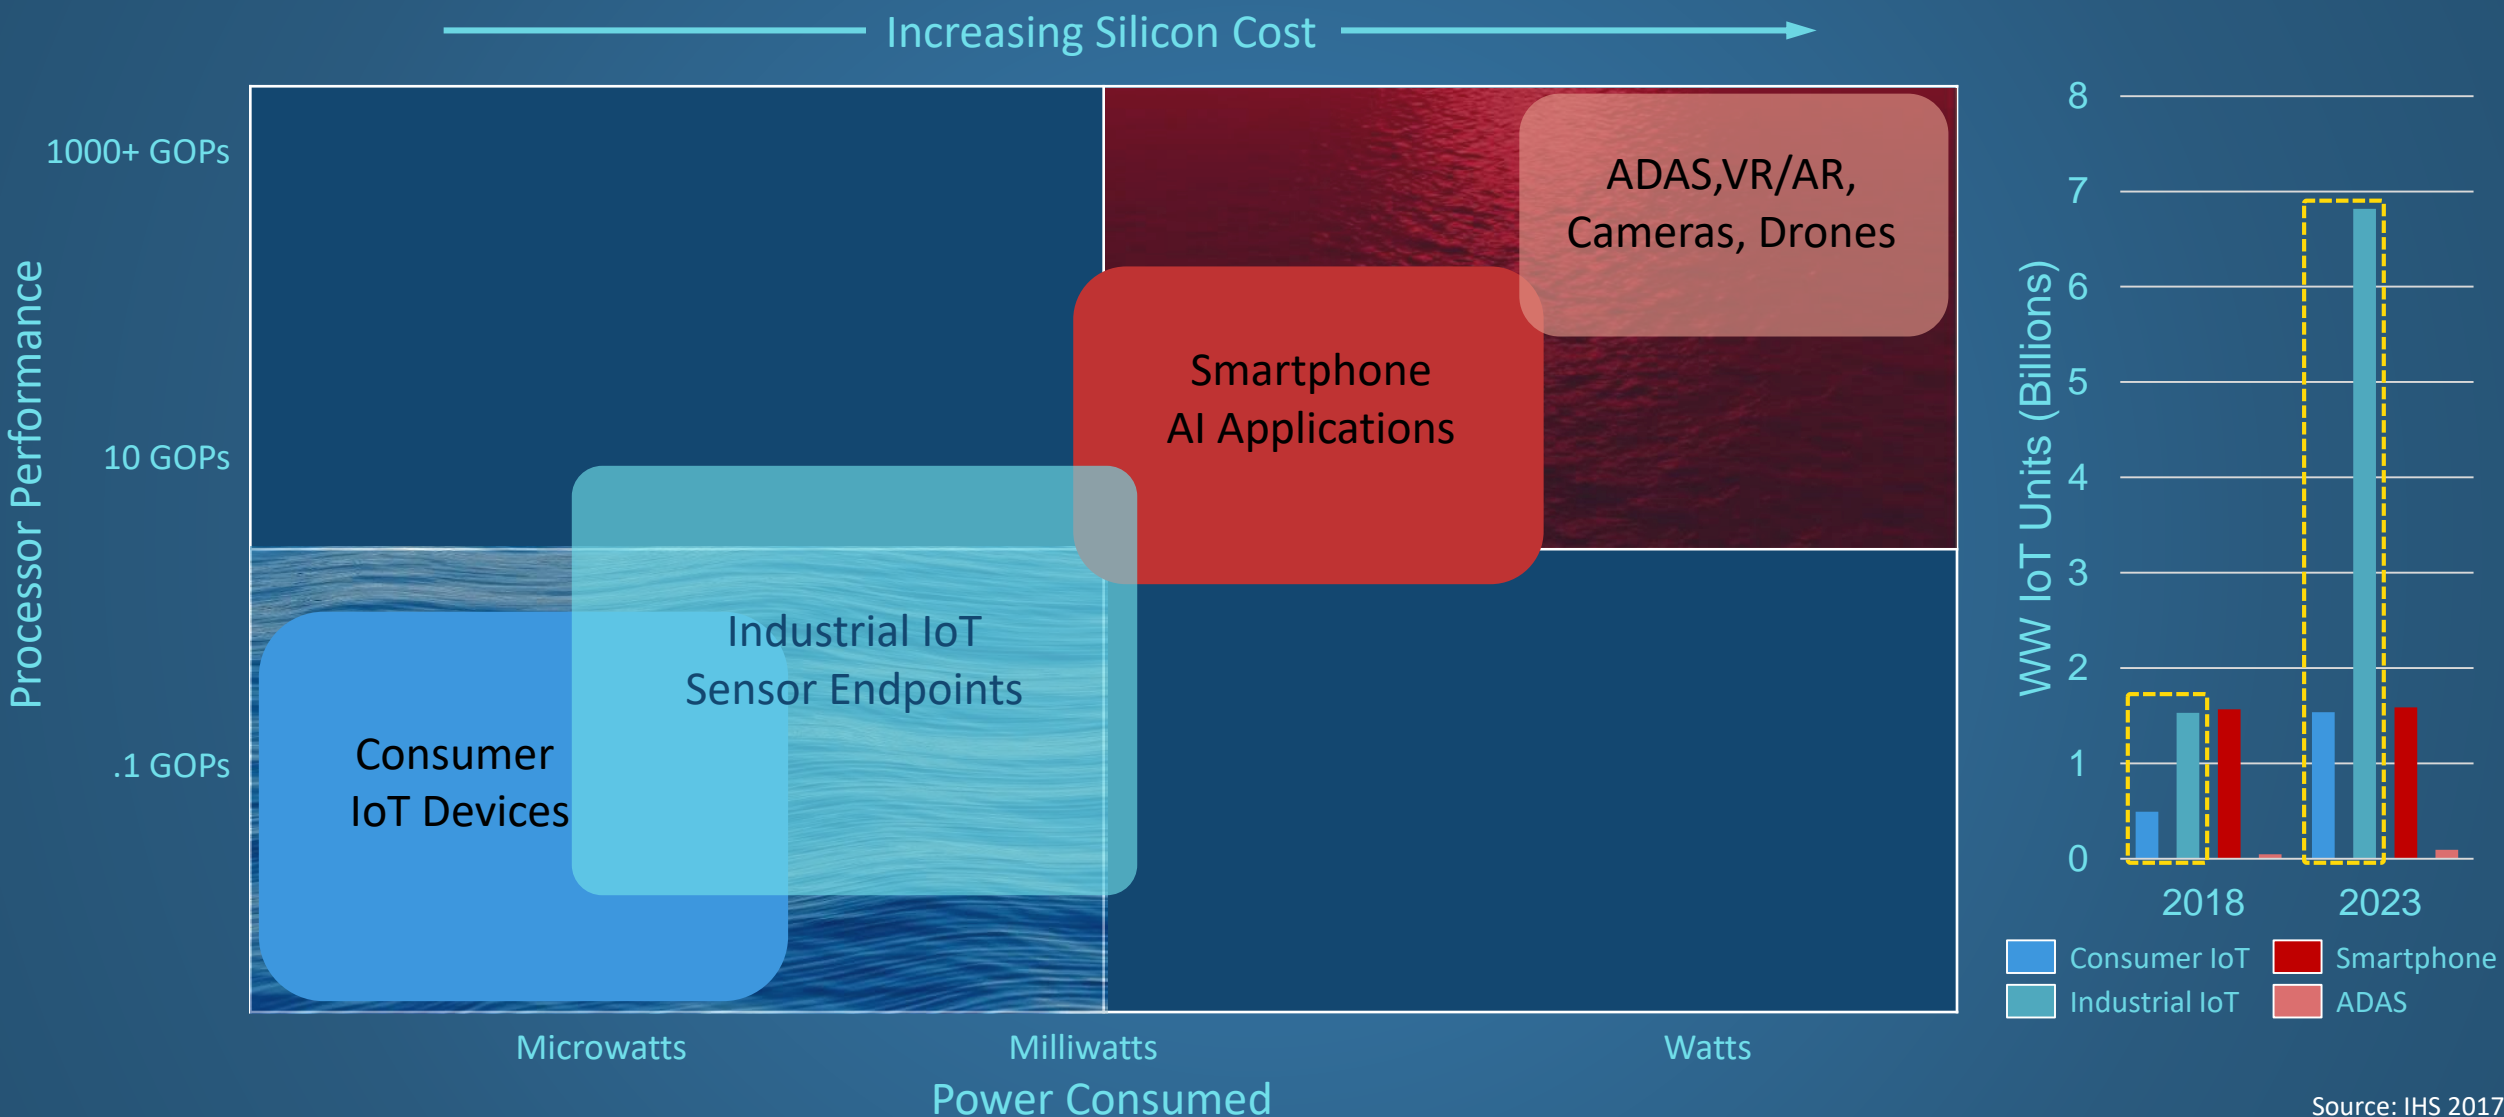 Increasing Silicon Cost
Processor Performance
1000+ GOPs
10 GOPs
.1 GOPs
ADAS,VR/AR,
Cameras, Drones
Smartphone
AI Applications
Industrial IoT
Sensor Endpoints
Consumer
IoT Devices
Microwatts
Milliwatts
Watts
Power Consumed
WW IoT Units (Billions)
8
7
6
5
4
3
2
1
0
2018
2023
Consumer IoT
Smartphone
Industrial IoT
ADAS
Source: IHS 2017